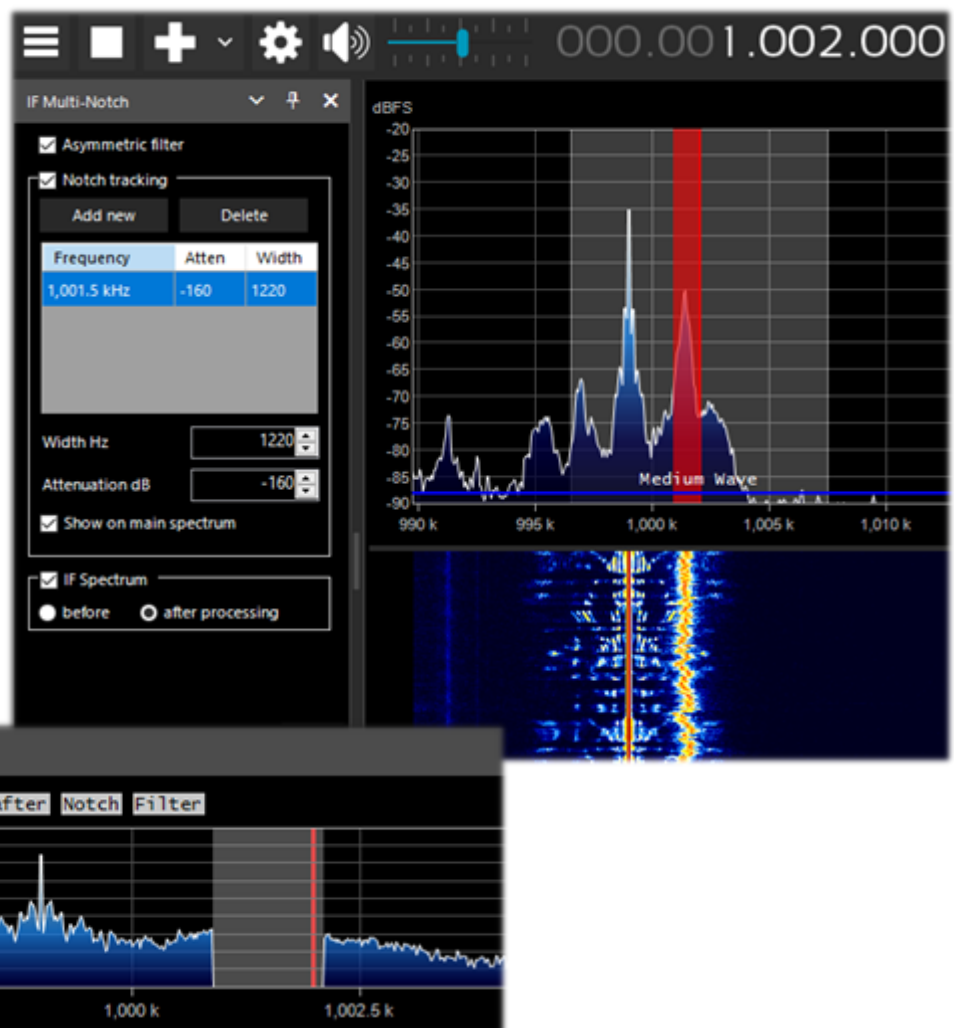 000.001.002.000
IF Multi-Notch
Asymmetric filter
Notch tracking
Add new Delete
Frequency Atten Width
1,001.5 kHz -160 1220
Width Hz 1220
Attenuation dB -160
Show on main spectrum
IF Spectrum
before after processing
dBFS
-20
-25
-30
-35
-40
-45
-50
-55
-60
-65
-70
-75
-80
-85
-90
Medium Wave
990 k 995 k 1,000 k 1,005 k 1,010 k
after Notch Filter
1,000 k 1,002.5 k